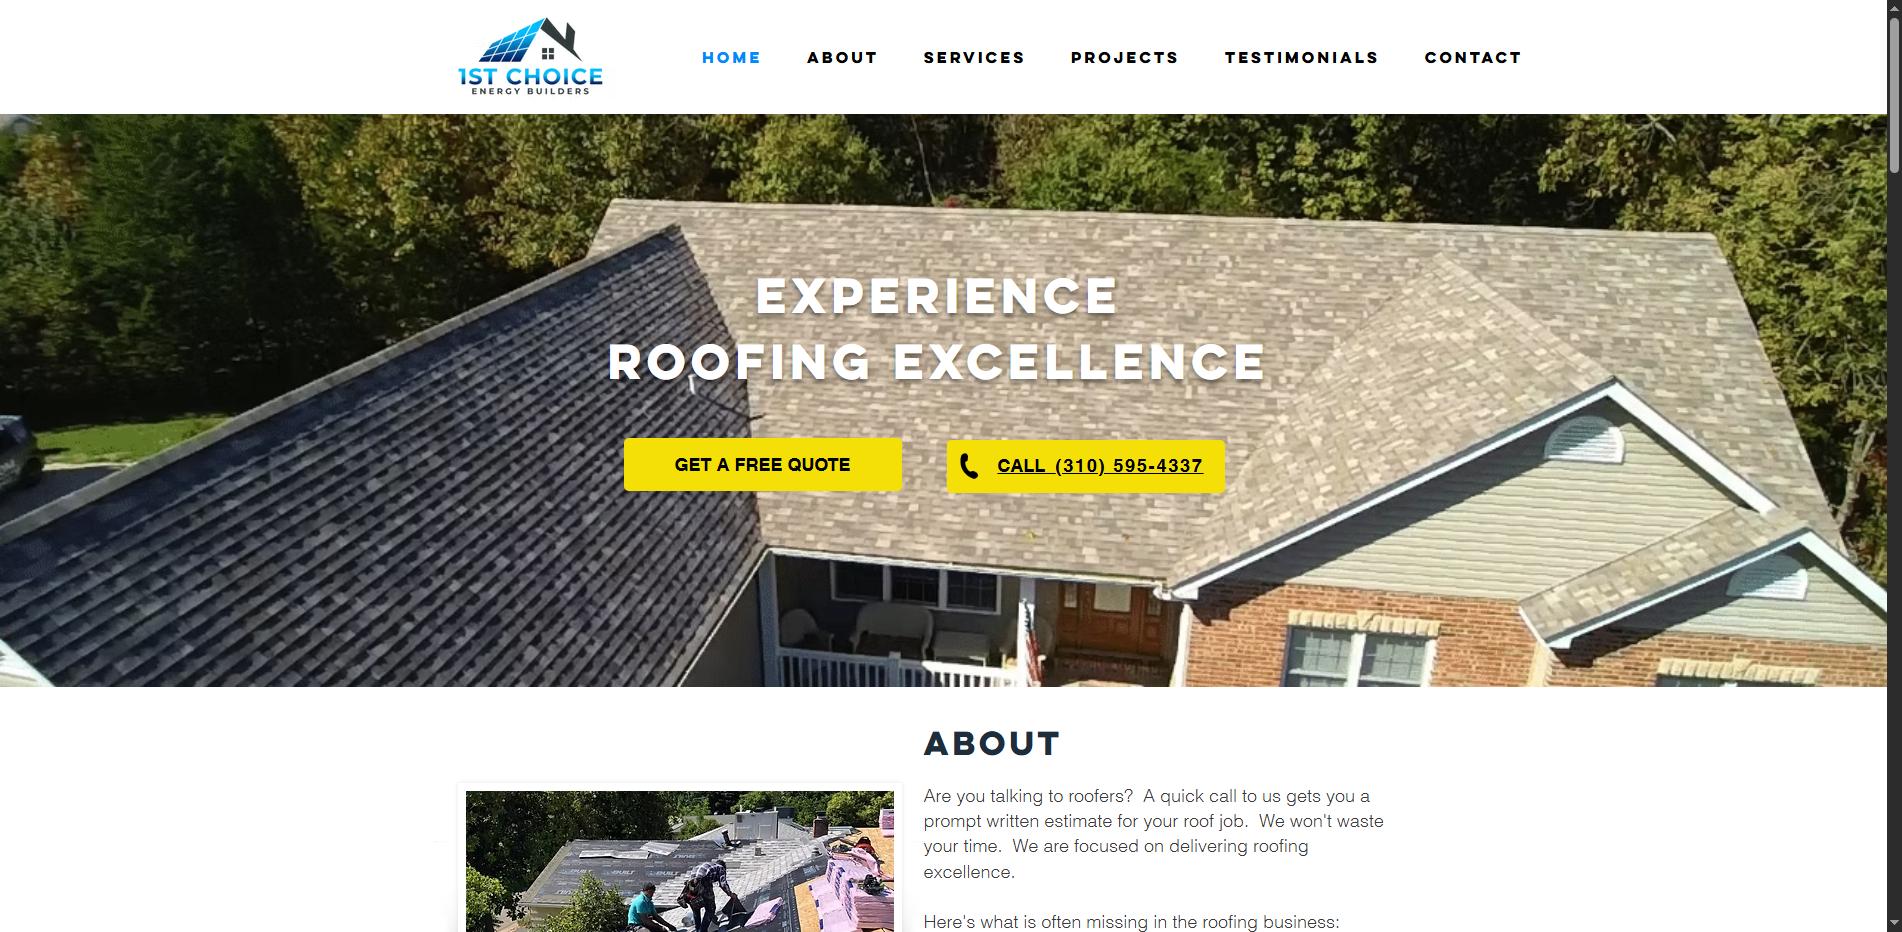 1ST CHOICE
ENERGY BUILDERS
HOME ABOUT SERVICES PROJECTS TESTIMONIALS CONTACT
EXPERIENCE
ROOFING EXCELLENCE
GET A FREE QUOTE
CALL (310) 595-4337
ABOUT
Are you talking to roofers?  A quick call to us gets you a
prompt written estimate for your roof job.  We won't waste
your time.  We are focused on delivering roofing
excellence.
Here's what is often missing in the roofing business: